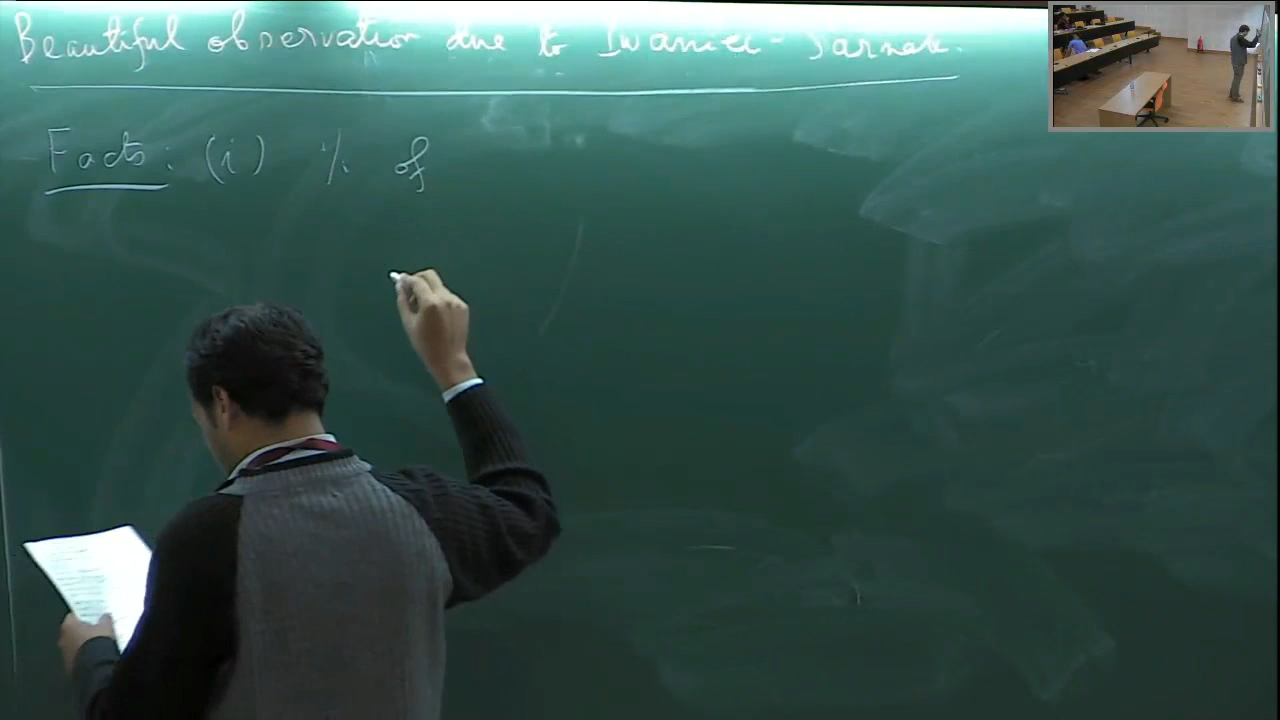 Beautiful observation due to Iwaniec - Sarnak.
Facts : (i) % of